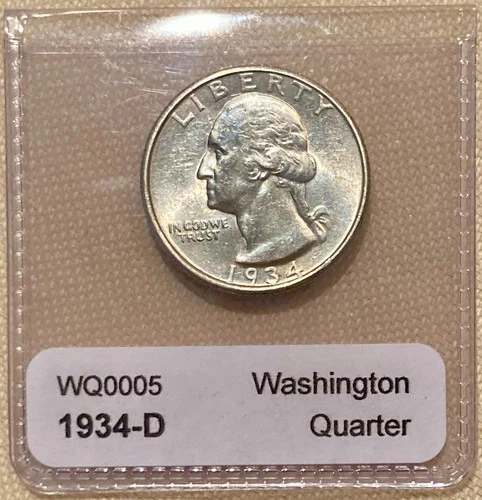 LIBERTY
IN GOD WE
TRUST
1934
WQ0005 Washington
1934-D Quarter